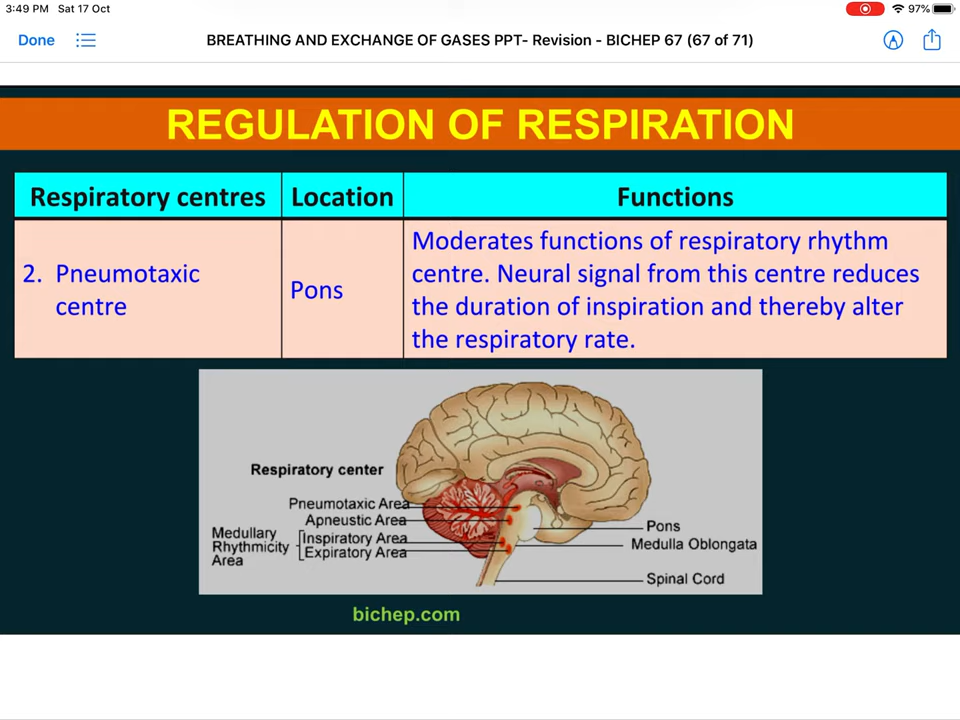 3:49 PM Sat 17 Oct
97%
Done
BREATHING AND EXCHANGE OF GASES PPT- Revision - BICHEP 67 (67 of 71)
REGULATION OF RESPIRATION
Respiratory centres Location Functions
2. Pneumotaxic centre
Pons
Moderates functions of respiratory rhythm
centre. Neural signal from this centre reduces
the duration of inspiration and thereby alter
the respiratory rate.
Respiratory center
Pneumotaxic Area
Apneustic Area
Medullary
Rhythmicity
Area
Inspiratory Area
Expiratory Area
Pons
Medulla Oblongata
Spinal Cord
bichep.com